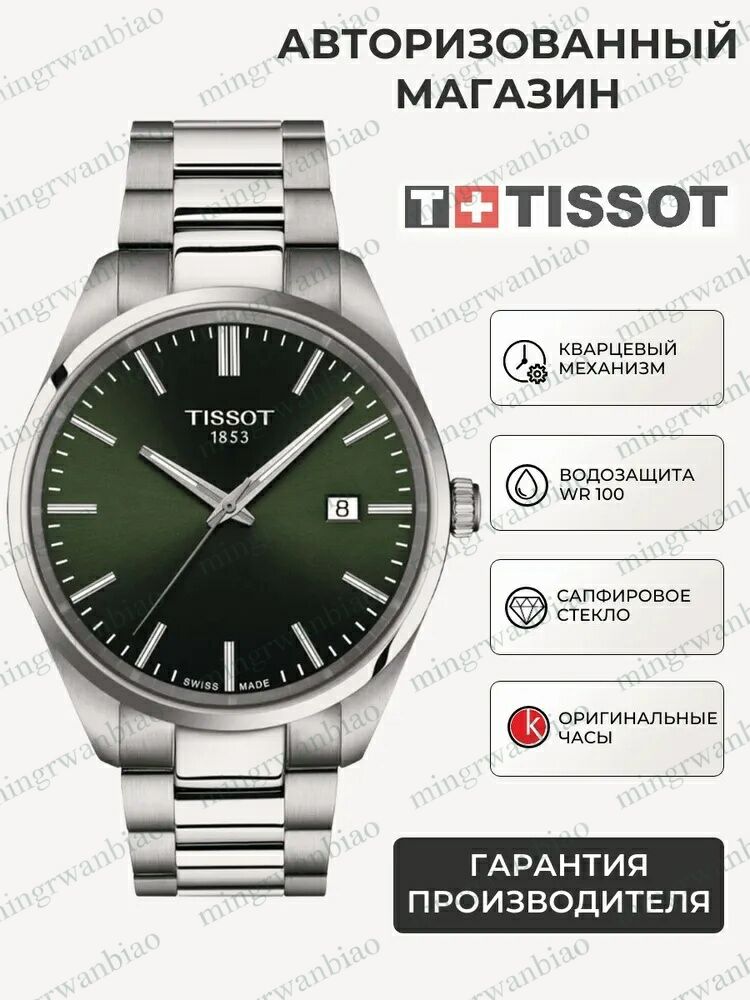 АВТОРИЗОВАННЫЙ
МАГАЗИН
T+TISSOT
TISSOT
1853
8
SWISS MADE
КВАРЦЕВЫЙ
МЕХАНИЗМ
ВОДОЗАЩИТА
WR 100
САПФИРОВОЕ
СТЕКЛО
k
ОРИГИНАЛЬНЫЕ
ЧАСЫ
ГАРАНТИЯ
ПРОИЗВОДИТЕЛЯ
mingrwanbiao